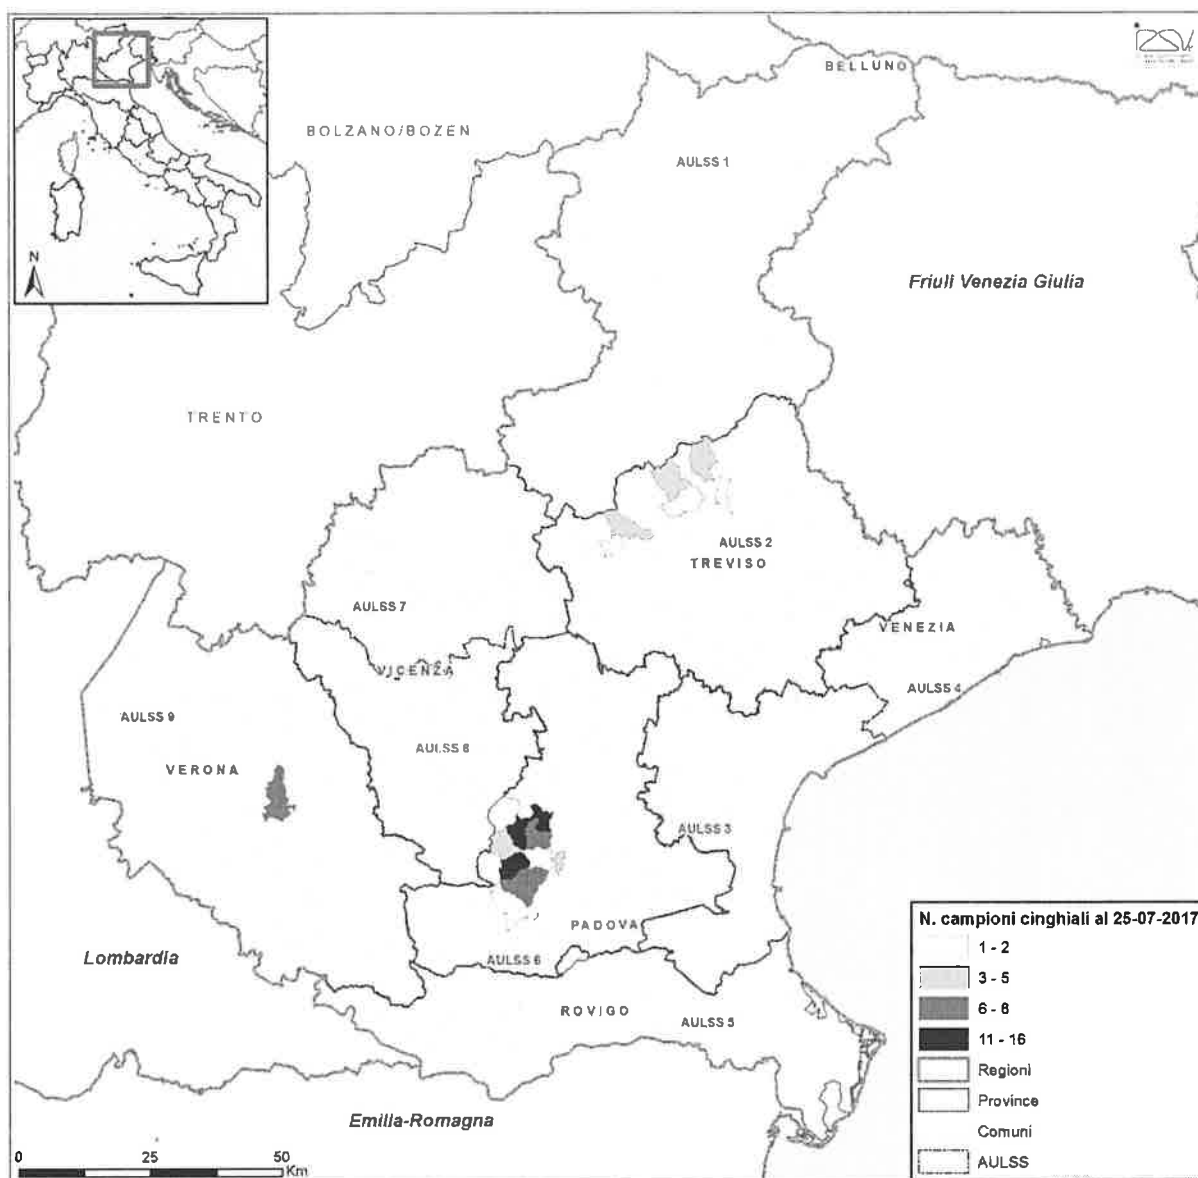 BELLUNO
BOLZANO/BOZEN
AULSS 1
N
Friuli Venezia Giulia
TRENTO
AULSS 2
TREVISO
AULSS 7
VENEZIA
VICENZA
AULSS 4
AULSS 9
AULSS 8
VERONA
AULSS 3
PADOVA
Lombardia
AULSS 6
ROVIGO
AULSS 5
Emilia-Romagna
N. campioni cinghiali al 25-07-2017
1 - 2
3 - 5
6 - 8
11 - 16
Regioni
Province
Comuni
AULSS
0 25 50
Km